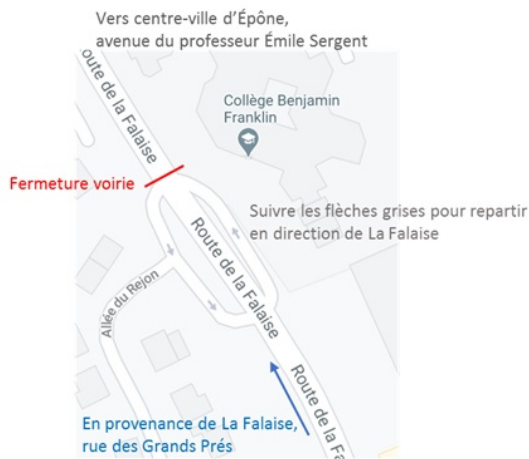 Vers centre-ville d'Épône,
avenue du professeur Émile Sergent
oute de la Falaise
Collège Benjamin
Franklin
Fermeture voirie
Suivre les flèches grises pour repartir
en direction de La Falaise
Route de la Falaise
Allée du Rejon
En provenance de La Falaise,
rue des Grands Prés
Route de la Fa